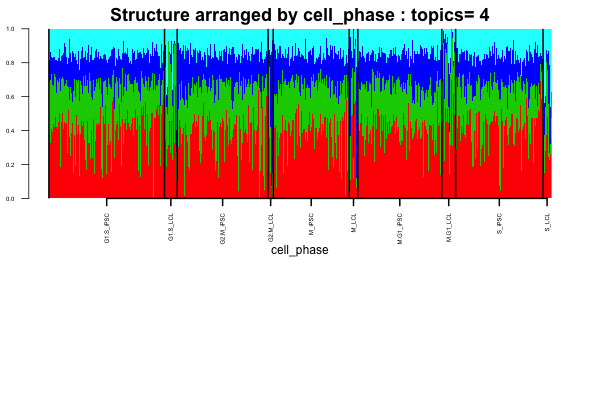 Structure arranged by cell_phase : topics= 4
1.0
0.8
0.6
0.4
0.2
0.0
G1.S_iPSC
G1.S_LCL
G2.M_iPSC
G2.M_LCL
M_iPSC
M_LCL
M.G1_iPSC
M.G1_LCL
S_iPSC
S_LCL
cell_phase